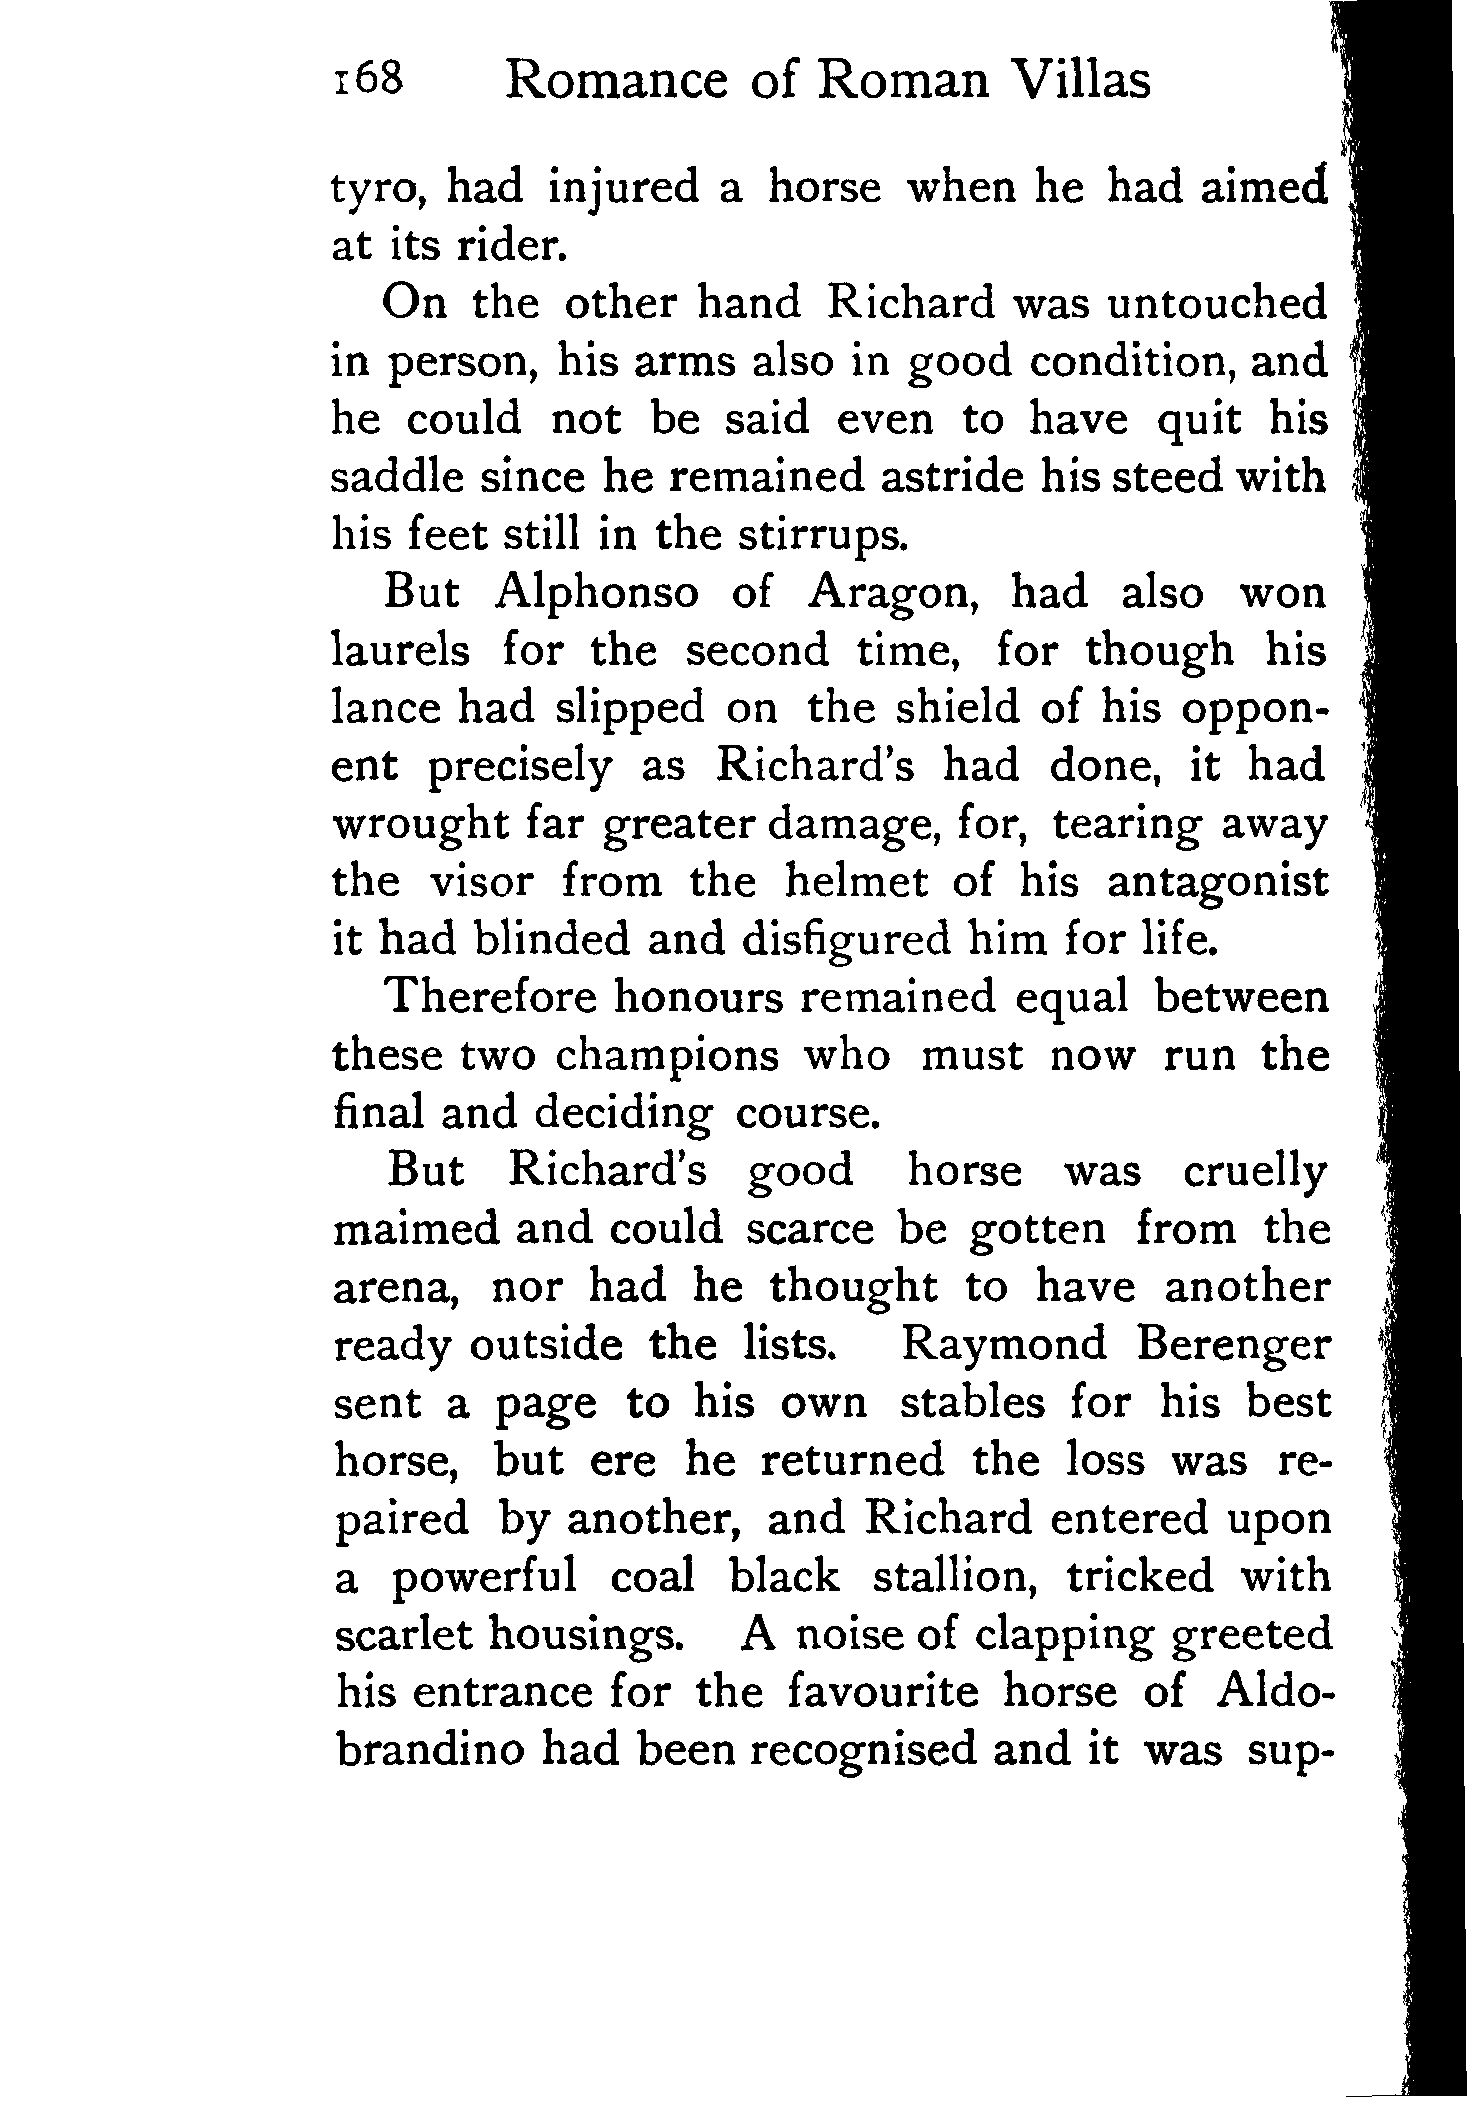 168 Romance of Roman Villas
tyro, had injured a horse when he had aimed
at its rider.
On the other hand Richard was untouched
in person, his arms also in good condition, and
he could not be said even to have quit his
saddle since he remained astride his steed with
his feet still in the stirrups.
But Alphonso of Aragon, had also won
laurels for the second time, for though his
lance had slipped on the shield of his oppon-
ent precisely as Richard's had done, it had
wrought far greater damage, for, tearing away
the visor from the helmet of his antagonist
it had blinded and disfigured him for life.
Therefore honours remained equal between
these two champions who must now run the
final and deciding course.
But Richard's good horse was cruelly
maimed and could scarce be gotten from the
arena, nor had he thought to have another
ready outside the lists. Raymond Berenger
sent a page to his own stables for his best
horse, but ere he returned the loss was re-
paired by another, and Richard entered upon
a powerful coal black stallion, tricked with
scarlet housings. A noise of clapping greeted
his entrance for the favourite horse of Aldo-
brandino had been recognised and it was sup-